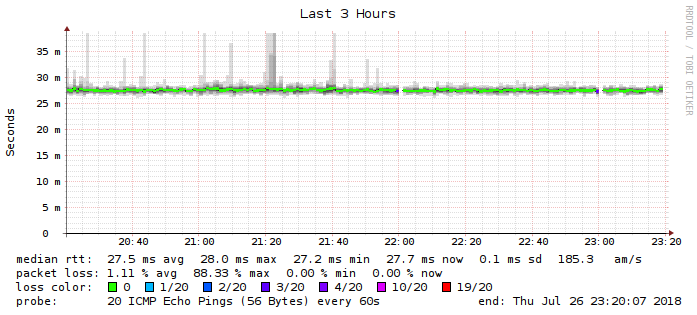 Last 3 Hours
RRDTOOL / TOBI OETIKER
Seconds
35 m
30 m
25 m
20 m
15 m
10 m
5 m
0
20:40 21:00 21:20 21:40 22:00 22:20 22:40 23:00 23:20
median rtt: 27.5 ms avg 28.0 ms max 27.2 ms min 27.7 ms now 0.1 ms sd 185.3 am/s
packet loss: 1.11 % avg 88.33 % max 0.00 % min 0.00 % now
loss color: 0 1/20 2/20 3/20 4/20 10/20 19/20
probe: 20 ICMP Echo Pings (56 Bytes) every 60s end: Thu Jul 26 23:20:07 2018